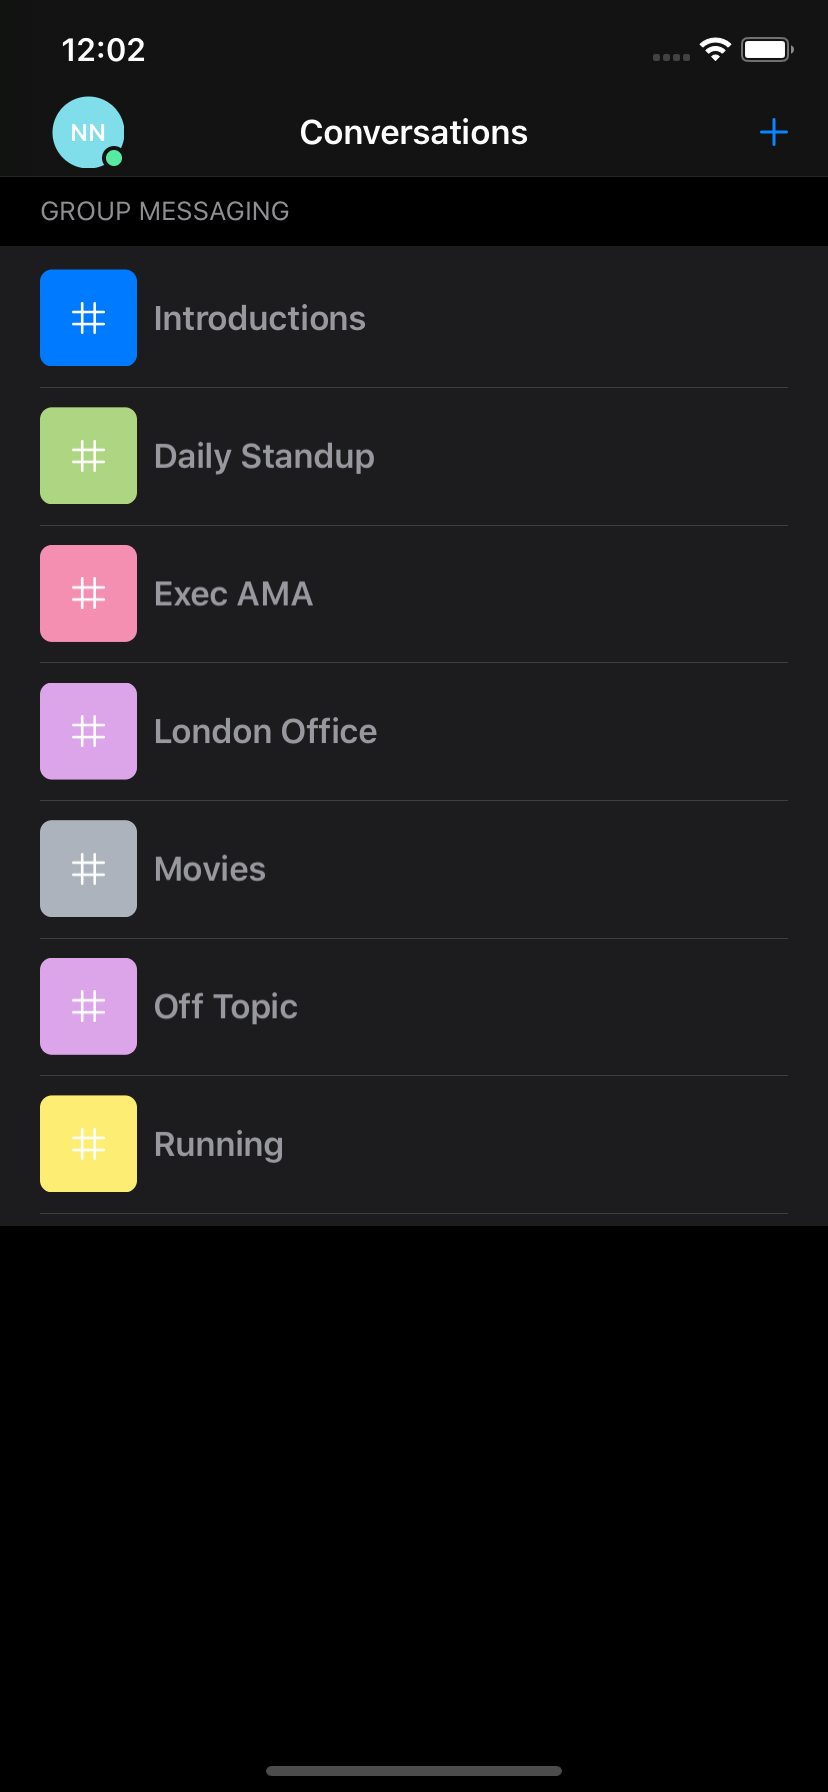 12:02
NN
Conversations
GROUP MESSAGING
# Introductions
# Daily Standup
# Exec AMA
# London Office
# Movies
# Off Topic
# Running